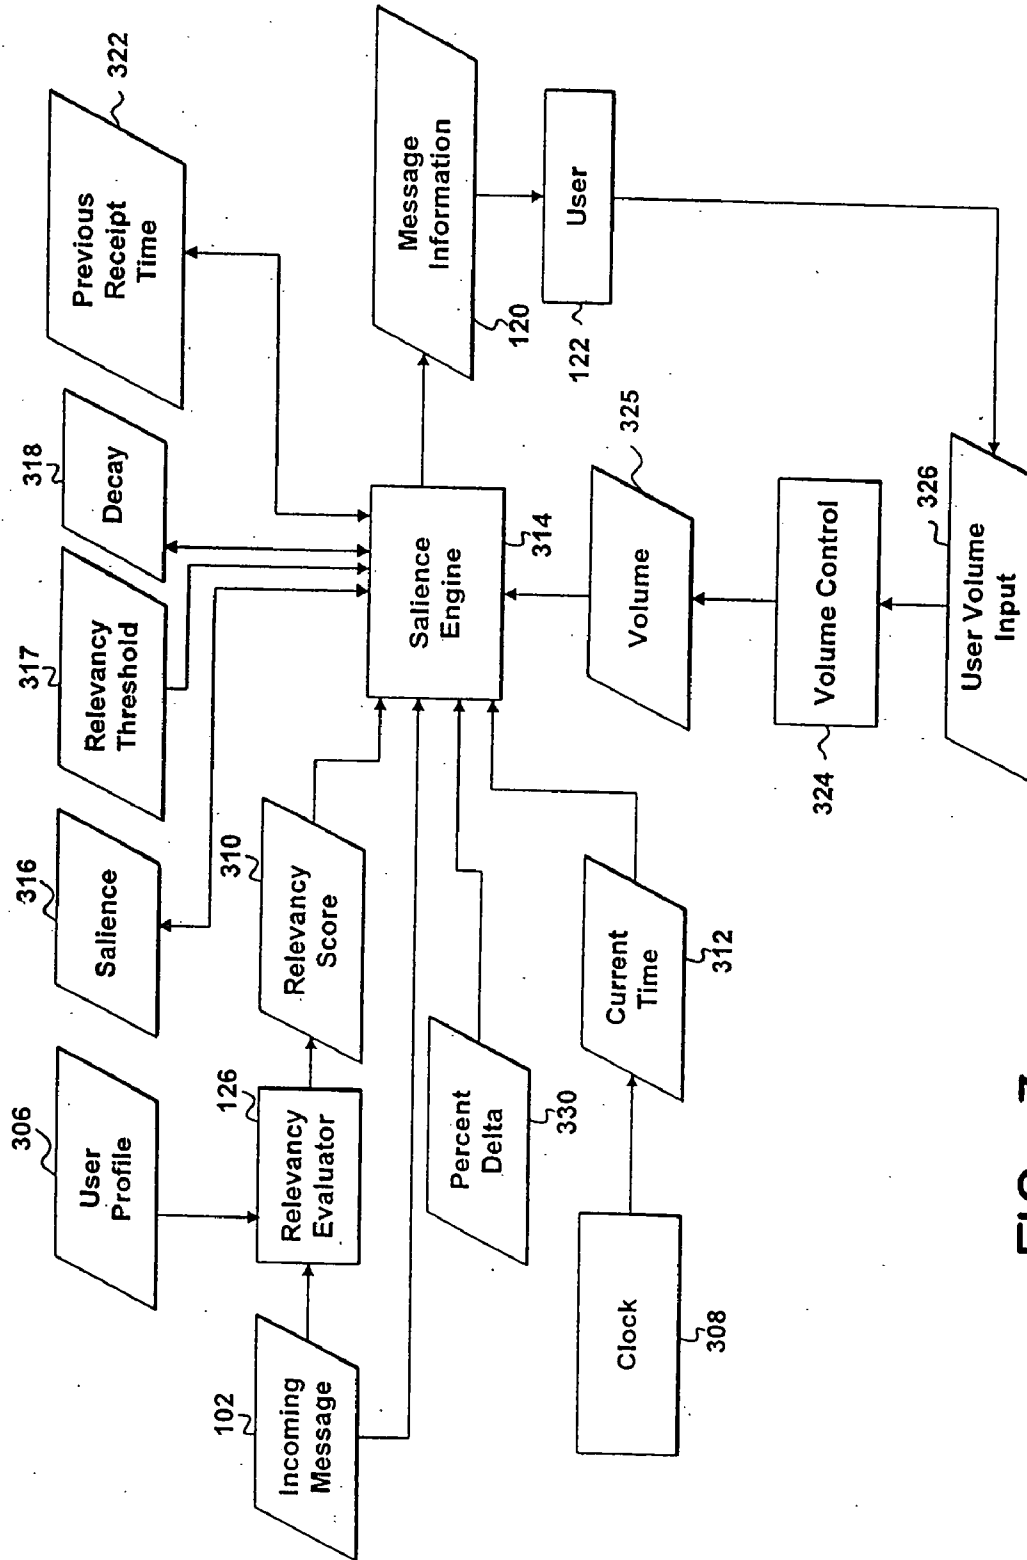 306
User
Profile
316
Salience
317
Relevancy
Threshold
318
Decay
Previous
Receipt
Time
322
102
Incoming
Message
126
Relevancy
Evaluator
310
Relevancy
Score
Salience
Engine
314
Message
Information
120
Percent
Delta
330
User
122
Clock
308
Current
Time
312
Volume
325
Volume Control
324
326
User Volume
Input
FIG. 7